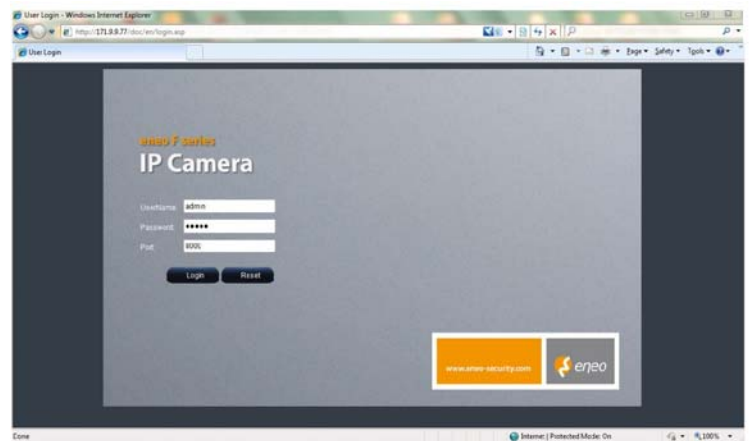 User Login - Windows Internet Explorer
http://171.9.9.77/doc/en/login.asp
User Login
Page Safety Tools
eneo F series
IP Camera
UserName admin
Password •••••
Port 8000
Login Reset
www.eneo-security.com
eneo
Done
Internet | Protected Mode: On
100%